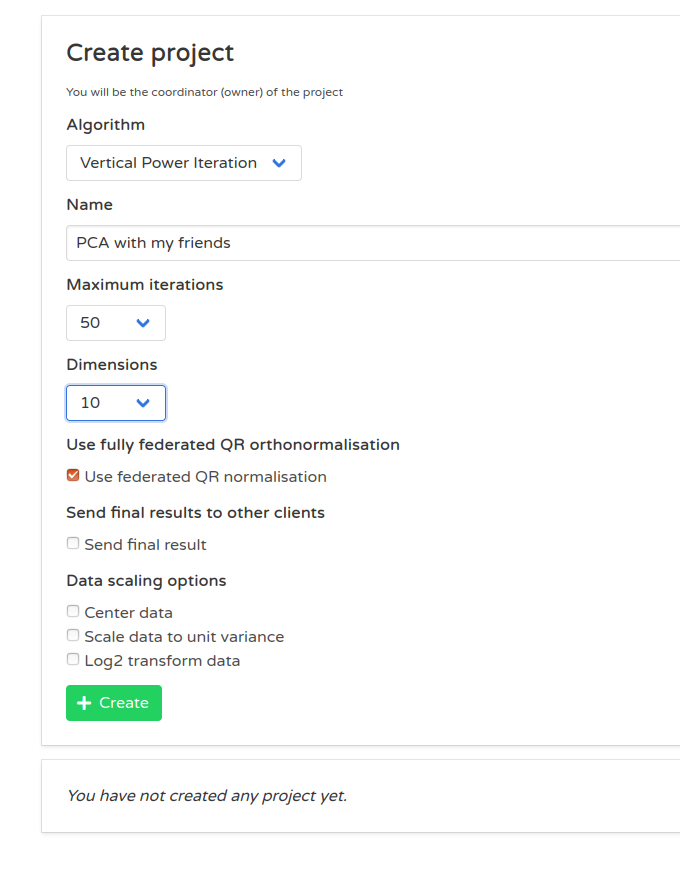 Create project
You will be the coordinator (owner) of the project
Algorithm
Vertical Power Iteration
Name
PCA with my friends
Maximum iterations
50
Dimensions
10
Use fully federated QR orthonormalisation
Use federated QR normalisation
Send final results to other clients
Send final result
Data scaling options
Center data
Scale data to unit variance
Log2 transform data
+ Create
You have not created any project yet.